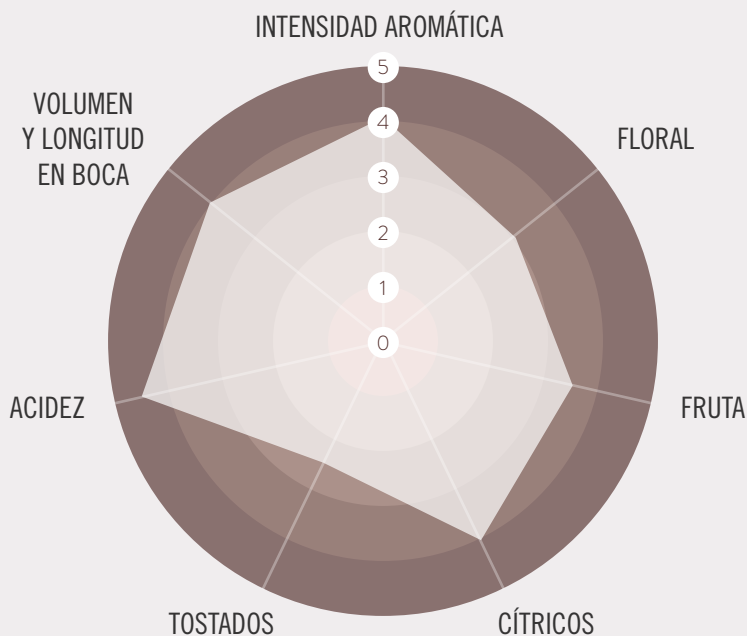 INTENSIDAD AROMÁTICA
5
VOLUMEN
Y LONGITUD
EN BOCA
4
FLORAL
3
2
1
0
ACIDEZ
FRUTA
TOSTADOS
CÍTRICOS